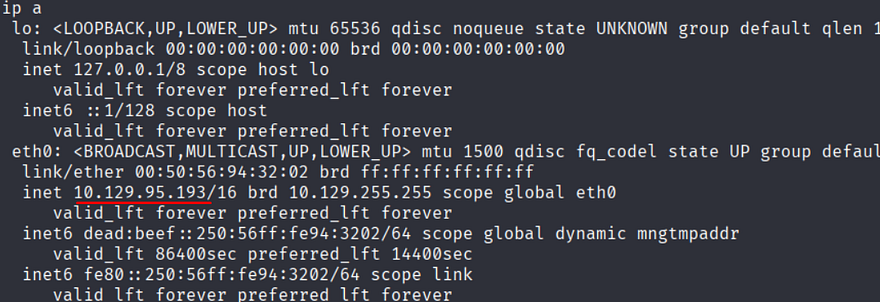 ip a
lo: <LOOPBACK,UP,LOWER_UP> mtu 65536 qdisc noqueue state UNKNOWN group default qlen 1
link/loopback 00:00:00:00:00:00 brd 00:00:00:00:00:00
inet 127.0.0.1/8 scope host lo
valid_lft forever preferred_lft forever
inet6 ::1/128 scope host
valid_lft forever preferred_lft forever
eth0: <BROADCAST,MULTICAST,UP,LOWER_UP> mtu 1500 qdisc fq_codel state UP group defaul
link/ether 00:50:56:94:32:02 brd ff:ff:ff:ff:ff:ff
inet 10.129.95.193/16 brd 10.129.255.255 scope global eth0
valid_lft forever preferred_lft forever
inet6 dead:beef::250:56ff:fe94:3202/64 scope global dynamic mngtmpaddr
valid_lft 86400sec preferred_lft 14400sec
inet6 fe80::250:56ff:fe94:3202/64 scope link
valid_lft forever preferred_lft forever